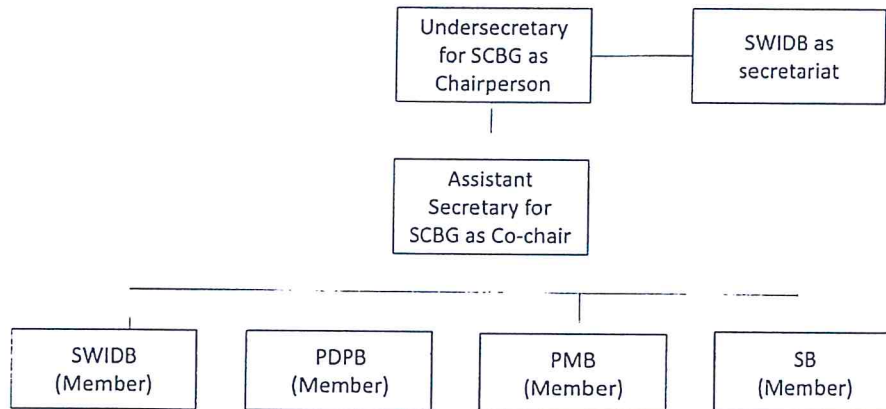 Undersecretary
for SCBG as
Chairperson
SWIDB as
secretariat
Assistant
Secretary for
SCBG as Co-chair
SWIDB
(Member)
PDPB
(Member)
PMB
(Member)
SB
(Member)